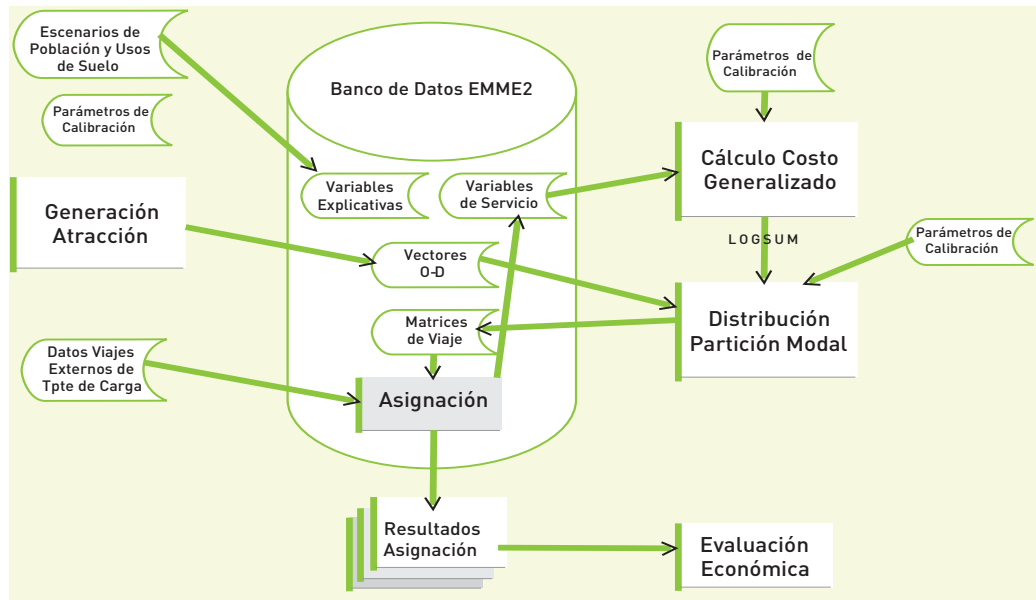 Escenarios de
Población y Usos
de Suelo
Parámetros de
Calibración
Generación
Atracción
Datos Viajes
Externos de
Tpte de Carga
Banco de Datos EMME2
Variables
Explicativas
Variables
de Servicio
Vectores
O-D
Matrices
de Viaje
Asignación
Resultados
Asignación
Parámetros de
Calibración
Cálculo Costo
Generalizado
LOGSUM
Parámetros de
Calibración
Distribución
Partición Modal
Evaluación
Económica